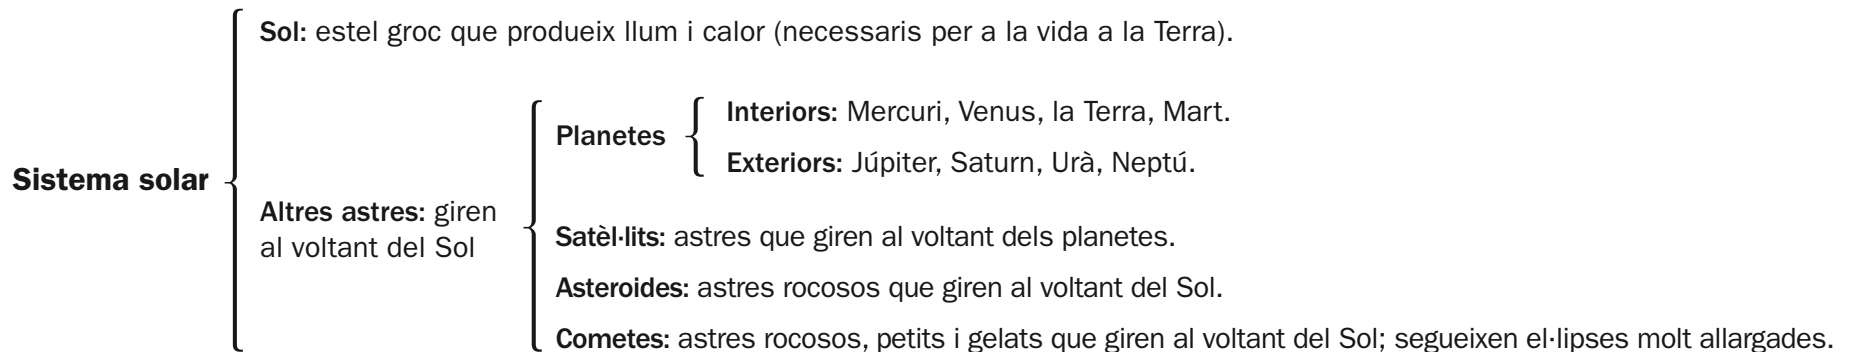 Sistema solar
Sol: estel groc que produeix llum i calor (necessaris per a la vida a la Terra).
Altres astres: giren
al voltant del Sol
Planetes
Interiors: Mercuri, Venus, la Terra, Mart.
Exteriors: Júpiter, Saturn, Urà, Neptú.
Satèl·lits: astres que giren al voltant dels planetes.
Asteroides: astres rocosos que giren al voltant del Sol.
Cometes: astres rocosos, petits i gelats que giren al voltant del Sol; segueixen el·lipses molt allargades.